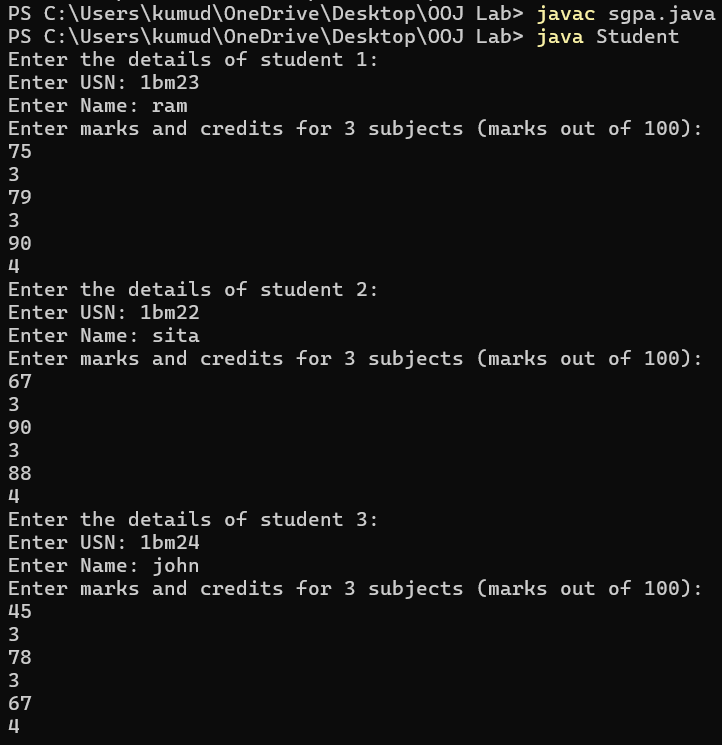 PS C:\Users\kumud\OneDrive\Desktop\OOJ Lab> javac sgpa.java
PS C:\Users\kumud\OneDrive\Desktop\OOJ Lab> java Student
Enter the details of student 1:
Enter USN: 1bm23
Enter Name: ram
Enter marks and credits for 3 subjects (marks out of 100):
75
3
79
3
90
4
Enter the details of student 2:
Enter USN: 1bm22
Enter Name: sita
Enter marks and credits for 3 subjects (marks out of 100):
67
3
90
3
88
4
Enter the details of student 3:
Enter USN: 1bm24
Enter Name: john
Enter marks and credits for 3 subjects (marks out of 100):
45
3
78
3
67
4